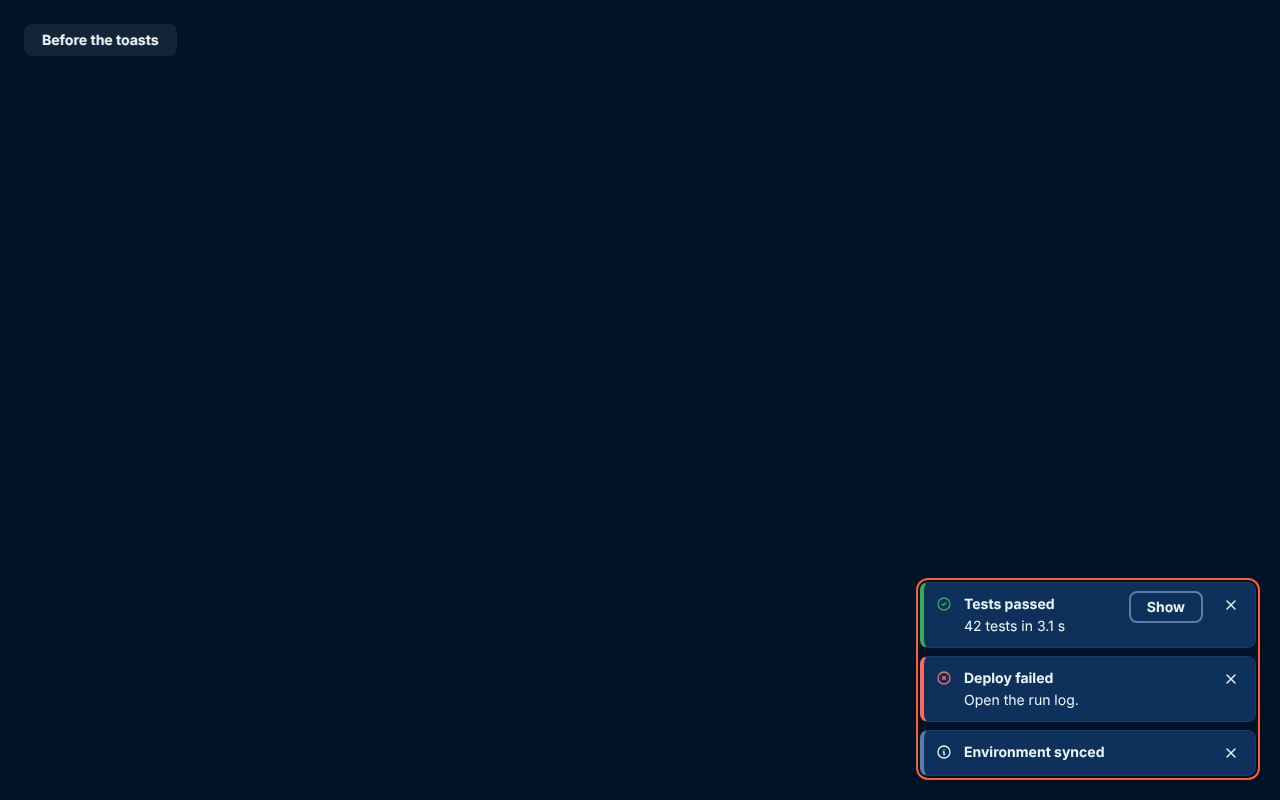 Before the toasts
Tests passed
Show
42 tests in 3.1 s
Deploy failed
Open the run log.
Environment synced